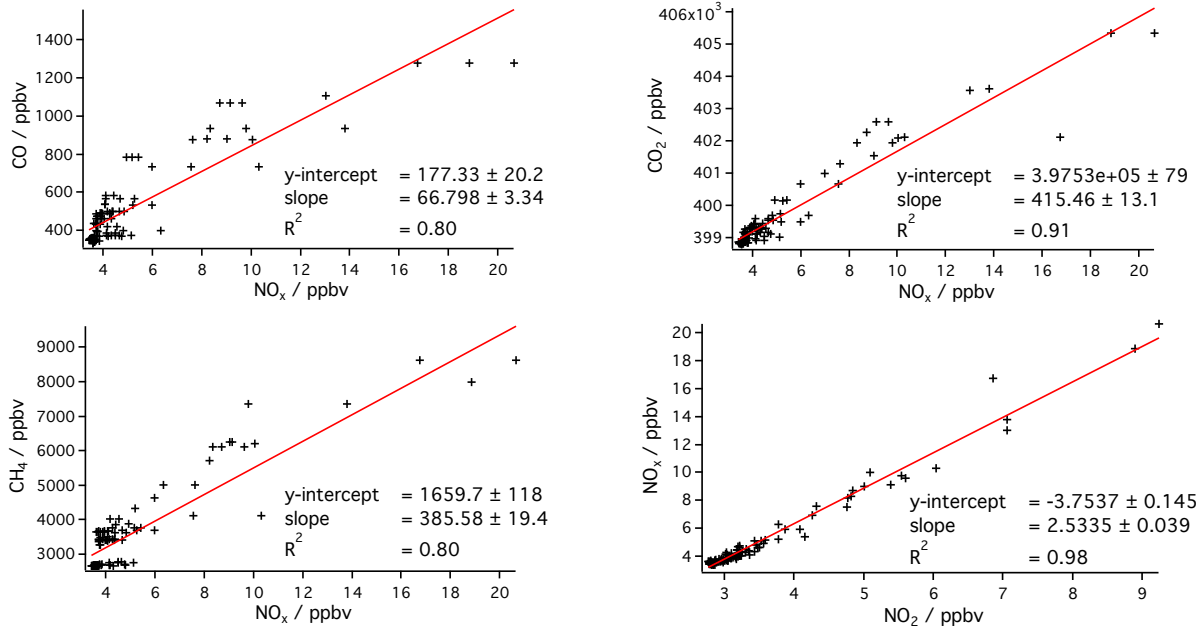 1400
1200
1000
800
600
400
CO / ppbv
y-intercept = 177.33 ± 20.2
slope = 66.798 ± 3.34
R² = 0.80
4 6 8 10 12 14 16 18 20
NOₓ / ppbv
406x10³
405
404
403
402
401
400
399
CO₂ / ppbv
y-intercept = 3.9753e+05 ± 79
slope = 415.46 ± 13.1
R² = 0.91
4 6 8 10 12 14 16 18 20
NOₓ / ppbv
9000
8000
7000
6000
5000
4000
3000
CH₄ / ppbv
y-intercept = 1659.7 ± 118
slope = 385.58 ± 19.4
R² = 0.80
4 6 8 10 12 14 16 18 20
NOₓ / ppbv
20
18
16
14
12
10
8
6
4
NOₓ / ppbv
y-intercept = -3.7537 ± 0.145
slope = 2.5335 ± 0.039
R² = 0.98
3 4 5 6 7 8 9
NO₂ / ppbv